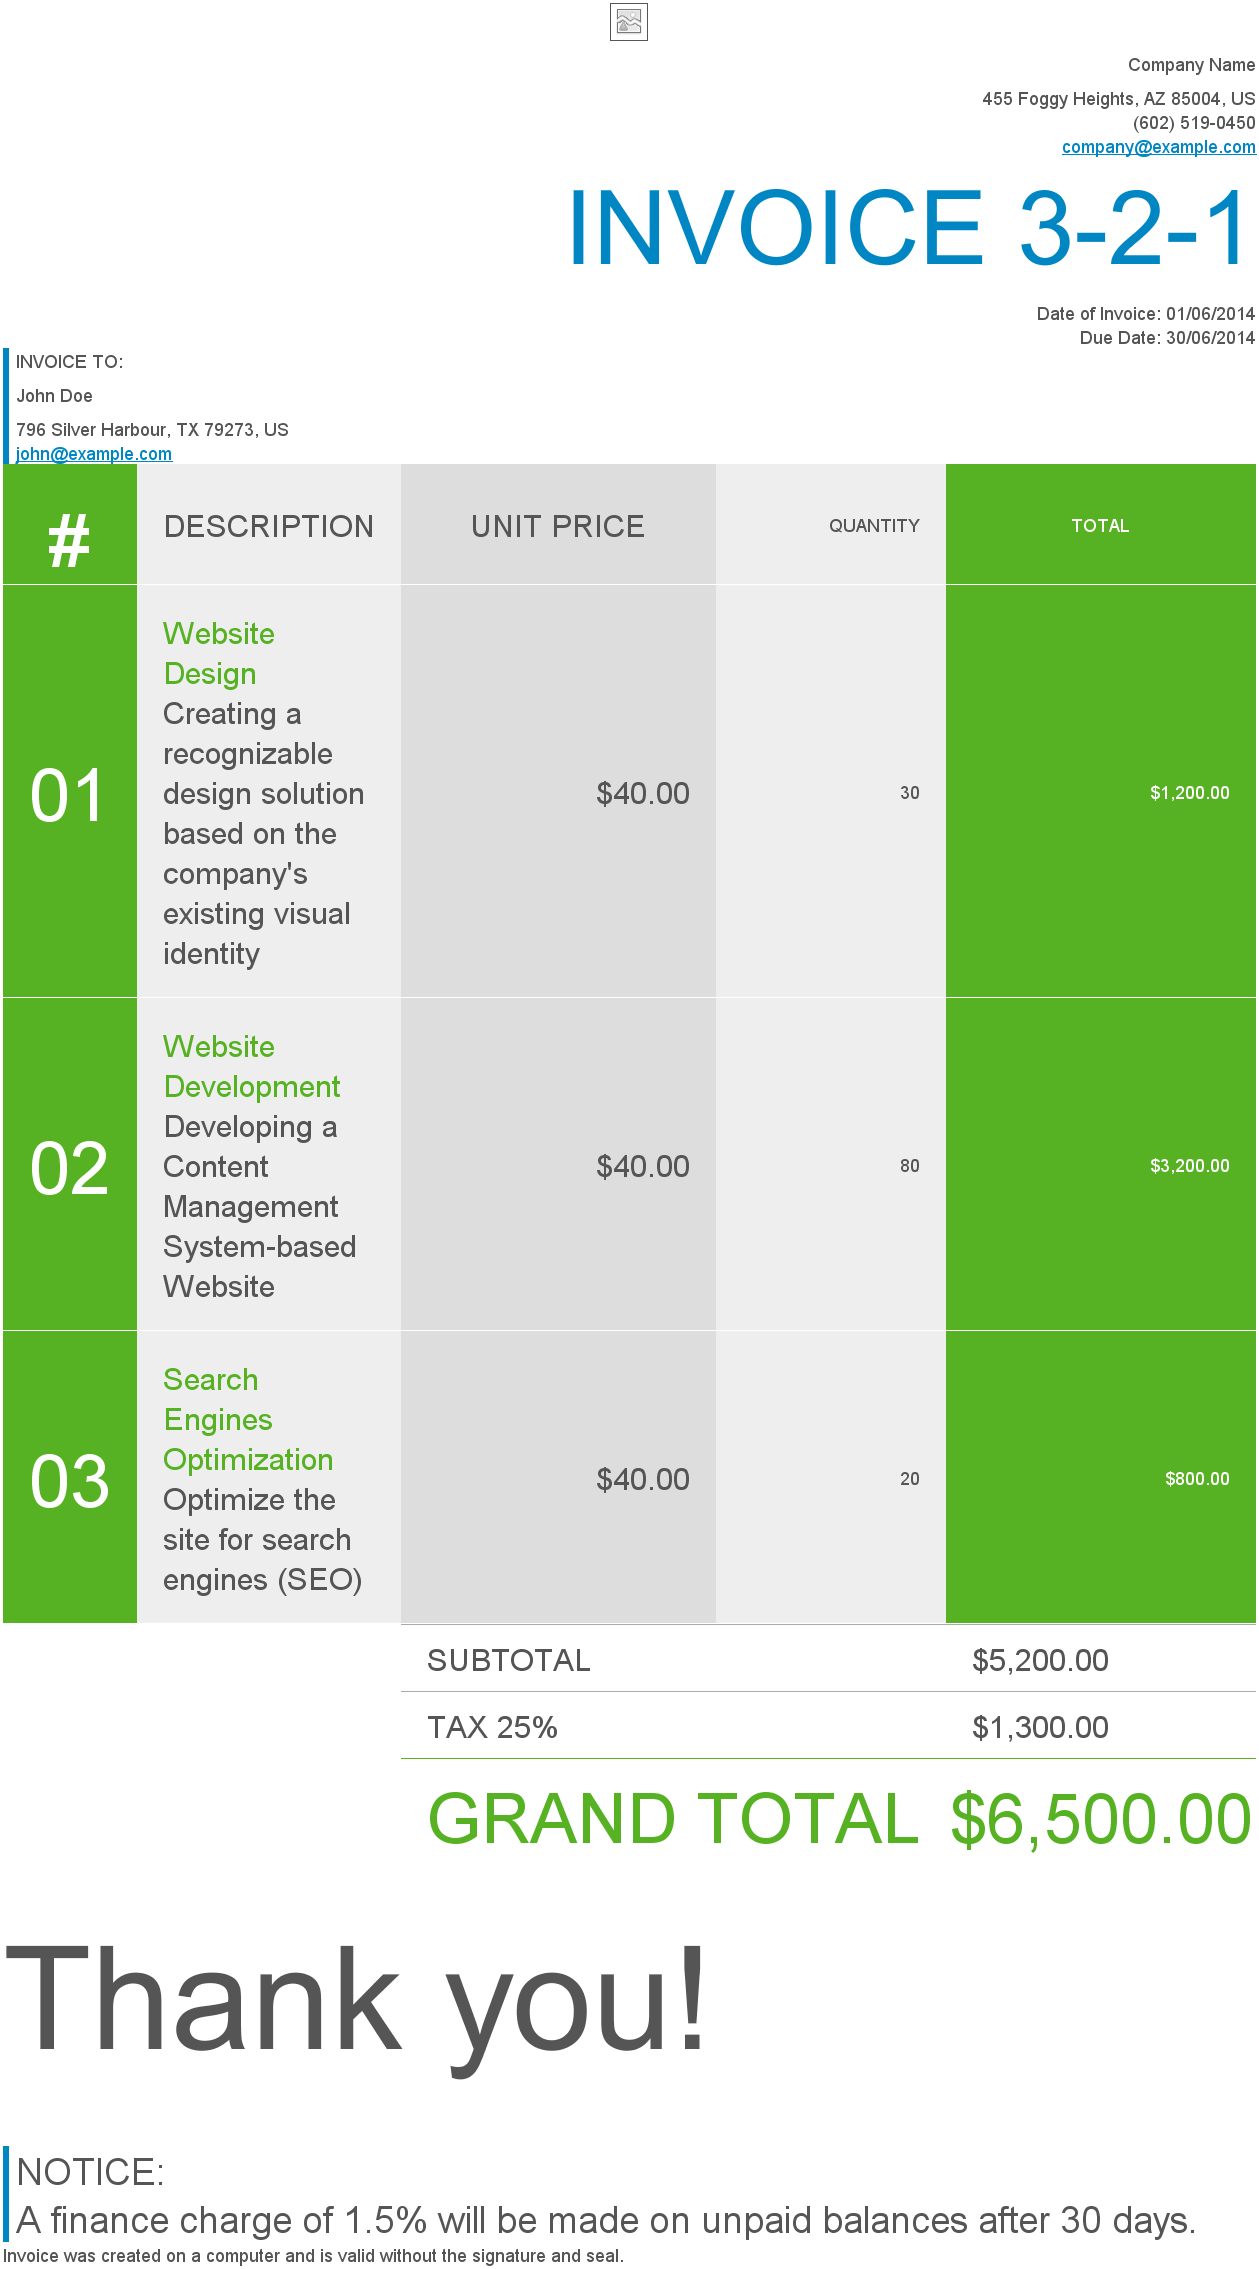 Company Name
455 Foggy Heights, AZ 85004, US
(602) 519-0450
company@example.com
INVOICE 3-2-1
Date of Invoice: 01/06/2014
Due Date: 30/06/2014
INVOICE TO:
John Doe
796 Silver Harbour, TX 79273, US
john@example.com
# DESCRIPTION UNIT PRICE QUANTITY TOTAL
Website
Design
Creating a
recognizable
01 design solution $40.00 30 $1,200.00
based on the
company's
existing visual
identity
Website
Development
Developing a
02 Content $40.00 80 $3,200.00
Management
System-based
Website
Search
Engines
Optimization
03 Optimize the $40.00 20 $800.00
site for search
engines (SEO)
SUBTOTAL $5,200.00
TAX 25% $1,300.00
GRAND TOTAL $6,500.00
Thank you!
NOTICE:
A finance charge of 1.5% will be made on unpaid balances after 30 days.
Invoice was created on a computer and is valid without the signature and seal.